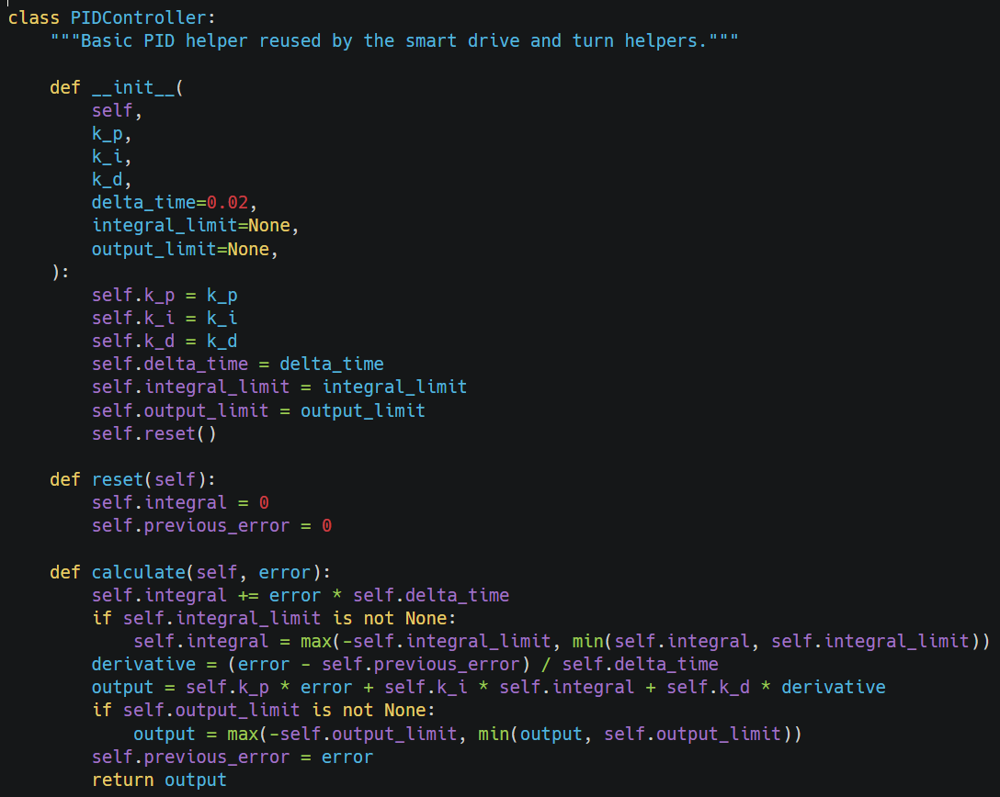 class PIDController:
    """Basic PID helper reused by the smart drive and turn helpers."""

    def __init__(
        self,
        k_p,
        k_i,
        k_d,
        delta_time=0.02,
        integral_limit=None,
        output_limit=None,
    ):
        self.k_p = k_p
        self.k_i = k_i
        self.k_d = k_d
        self.delta_time = delta_time
        self.integral_limit = integral_limit
        self.output_limit = output_limit
        self.reset()

    def reset(self):
        self.integral = 0
        self.previous_error = 0

    def calculate(self, error):
        self.integral += error * self.delta_time
        if self.integral_limit is not None:
            self.integral = max(-self.integral_limit, min(self.integral, self.integral_limit))
        derivative = (error - self.previous_error) / self.delta_time
        output = self.k_p * error + self.k_i * self.integral + self.k_d * derivative
        if self.output_limit is not None:
            output = max(-self.output_limit, min(output, self.output_limit))
        self.previous_error = error
        return output